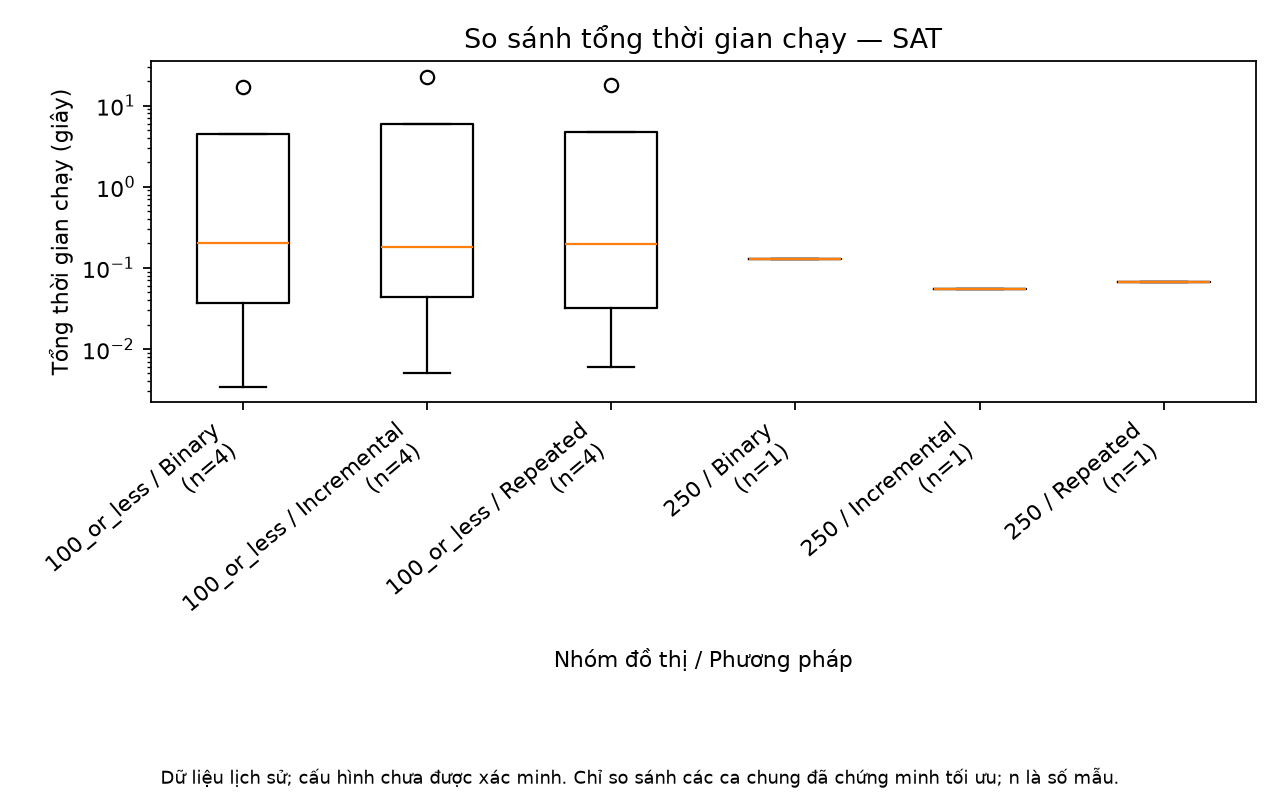 So sánh tổng thời gian chạy — SAT
Tổng thời gian chạy (giây)
10¹
10⁰
10⁻¹
10⁻²
100_or_less / Binary
(n=4)
100_or_less / Incremental
(n=4)
100_or_less / Repeated
(n=4)
250 / Binary
(n=1)
250 / Incremental
(n=1)
250 / Repeated
(n=1)
Nhóm đồ thị / Phương pháp
Dữ liệu lịch sử; cấu hình chưa được xác minh. Chỉ so sánh các ca chung đã chứng minh tối ưu; n là số mẫu.